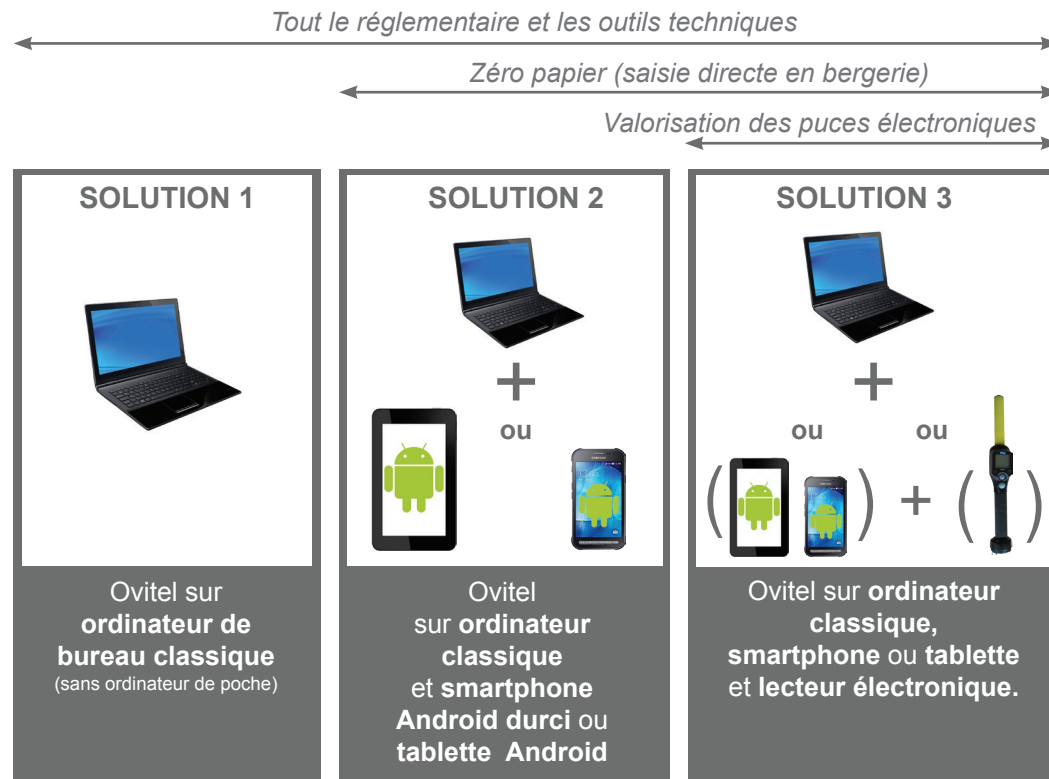 Tout le réglementaire et les outils techniques
Zéro papier (saisie directe en bergerie)
Valorisation des puces électroniques
SOLUTION 1
Ovitel sur
ordinateur de
bureau classique
(sans ordinateur de poche)
SOLUTION 2
+
ou
Ovitel
sur ordinateur
classique
et smartphone
Android durci ou
tablette Android
SOLUTION 3
+
ou ou
( ) + ( )
Ovitel sur ordinateur
classique,
smartphone ou tablette
et lecteur électronique.